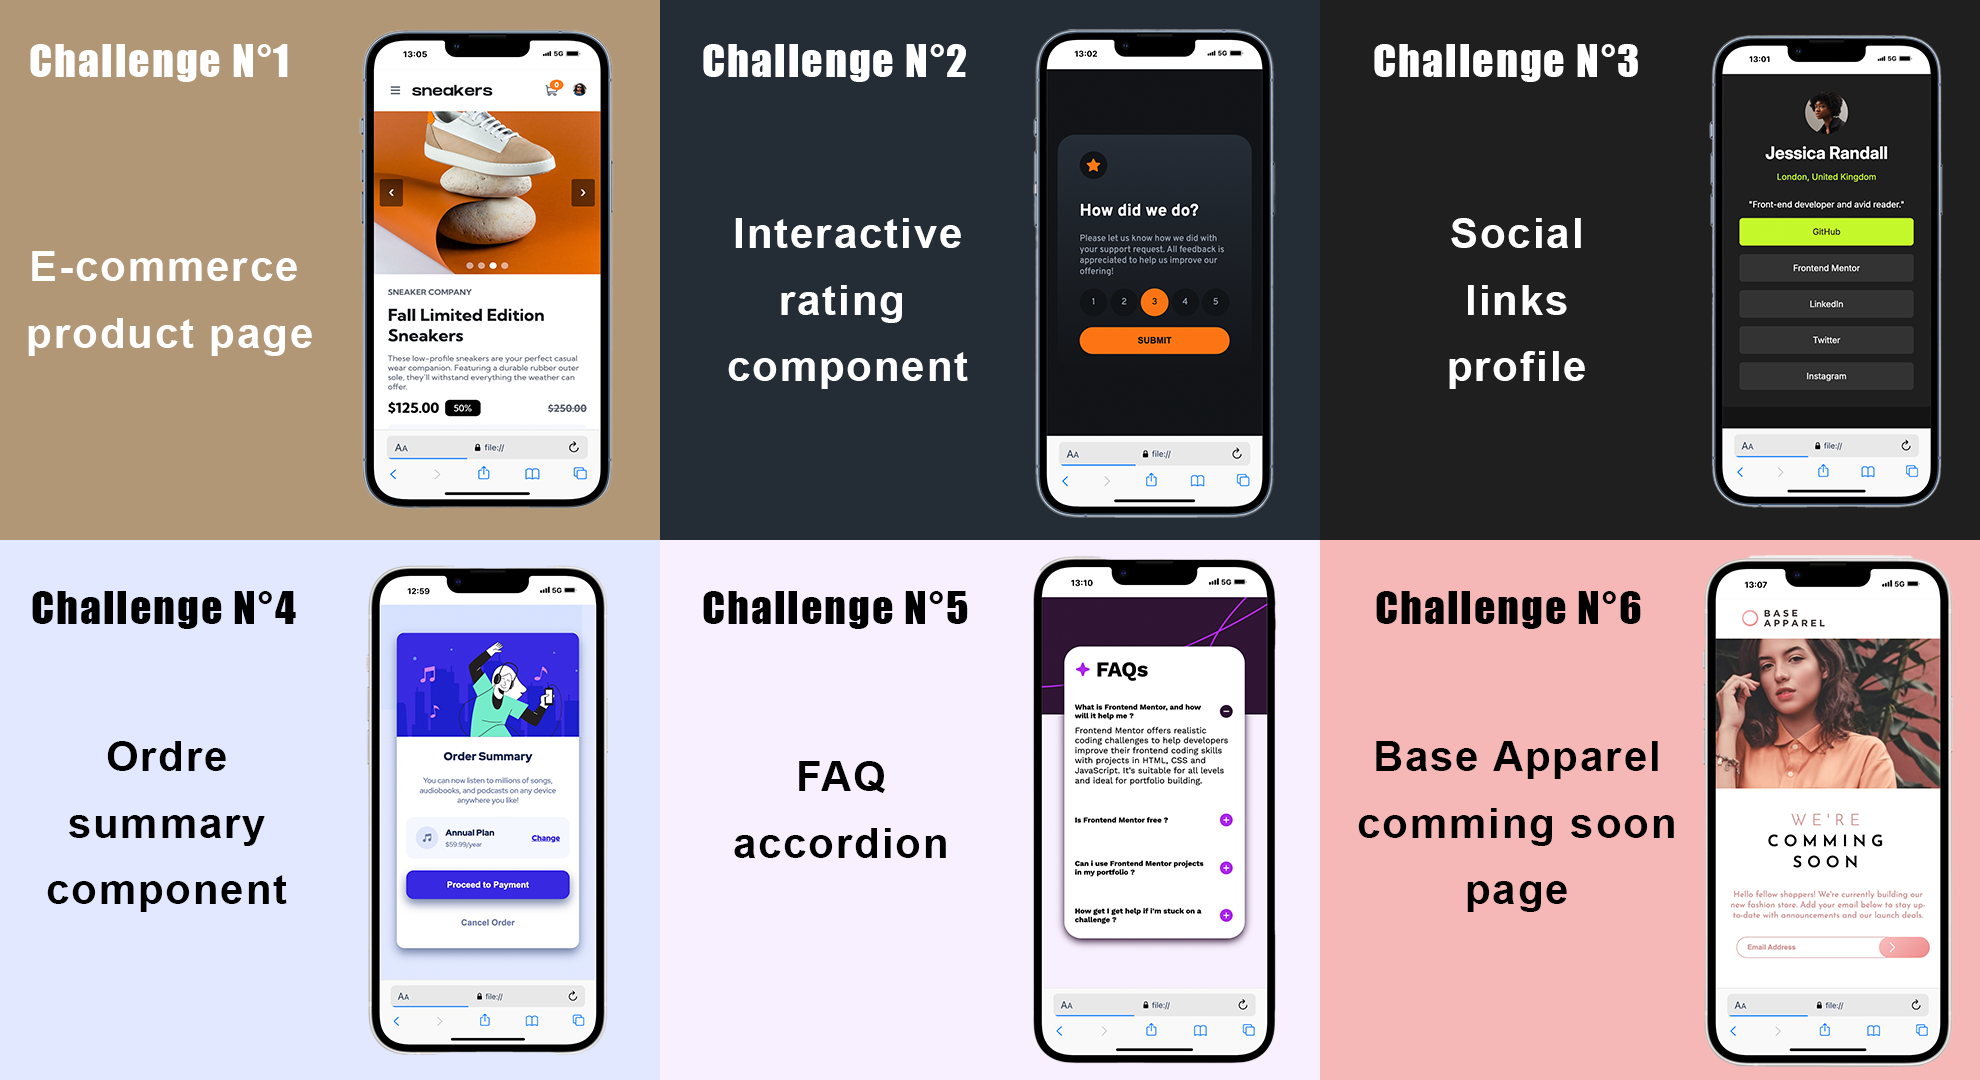 Challenge N°1
E-commerce
product page
13:05
5G
sneakers
0
SNEAKER COMPANY
Fall Limited Edition
Sneakers
These low-profile sneakers are your perfect casual
wear companion. Featuring a durable rubber outer
sole, they'll withstand everything the weather can
offer.
$125.00 50% $250.00
AA file://
Challenge N°2
Interactive
rating
component
13:02
5G
How did we do?
Please let us know how we did with
your support request. All feedback is
appreciated to help us improve our
offering!
1 2 3 4 5
SUBMIT
AA file://
Challenge N°3
Social
links
profile
13:01
5G
Jessica Randall
London, United Kingdom
"Front-end developer and avid reader."
GitHub
Frontend Mentor
LinkedIn
Twitter
Instagram
AA file://
Challenge N°4
Ordre
summary
component
12:59
5G
Order Summary
You can now listen to millions of songs,
audiobooks, and podcasts on any device
anywhere you like!
Annual Plan
$59.99/year
Change
Proceed to Payment
Cancel Order
AA file://
Challenge N°5
FAQ
accordion
13:10
5G
FAQs
What is Frontend Mentor, and how
will it help me ?
Frontend Mentor offers realistic
coding challenges to help developers
improve their frontend coding skills
with projects in HTML, CSS and
JavaScript. It's suitable for all levels
and ideal for portfolio building.
Is Frontend Mentor free ?
Can i use Frontend Mentor projects
in my portfolio ?
How get I get help if i'm stuck on a
challenge ?
AA file://
Challenge N°6
Base Apparel
comming soon
page
13:07
5G
BASE
APPAREL
WE'RE
COMMING
SOON
Hello fellow shoppers! We're currently building our
new fashion store. Add your email below to stay up-
to-date with announcements and our launch deals.
Email Address
AA file://